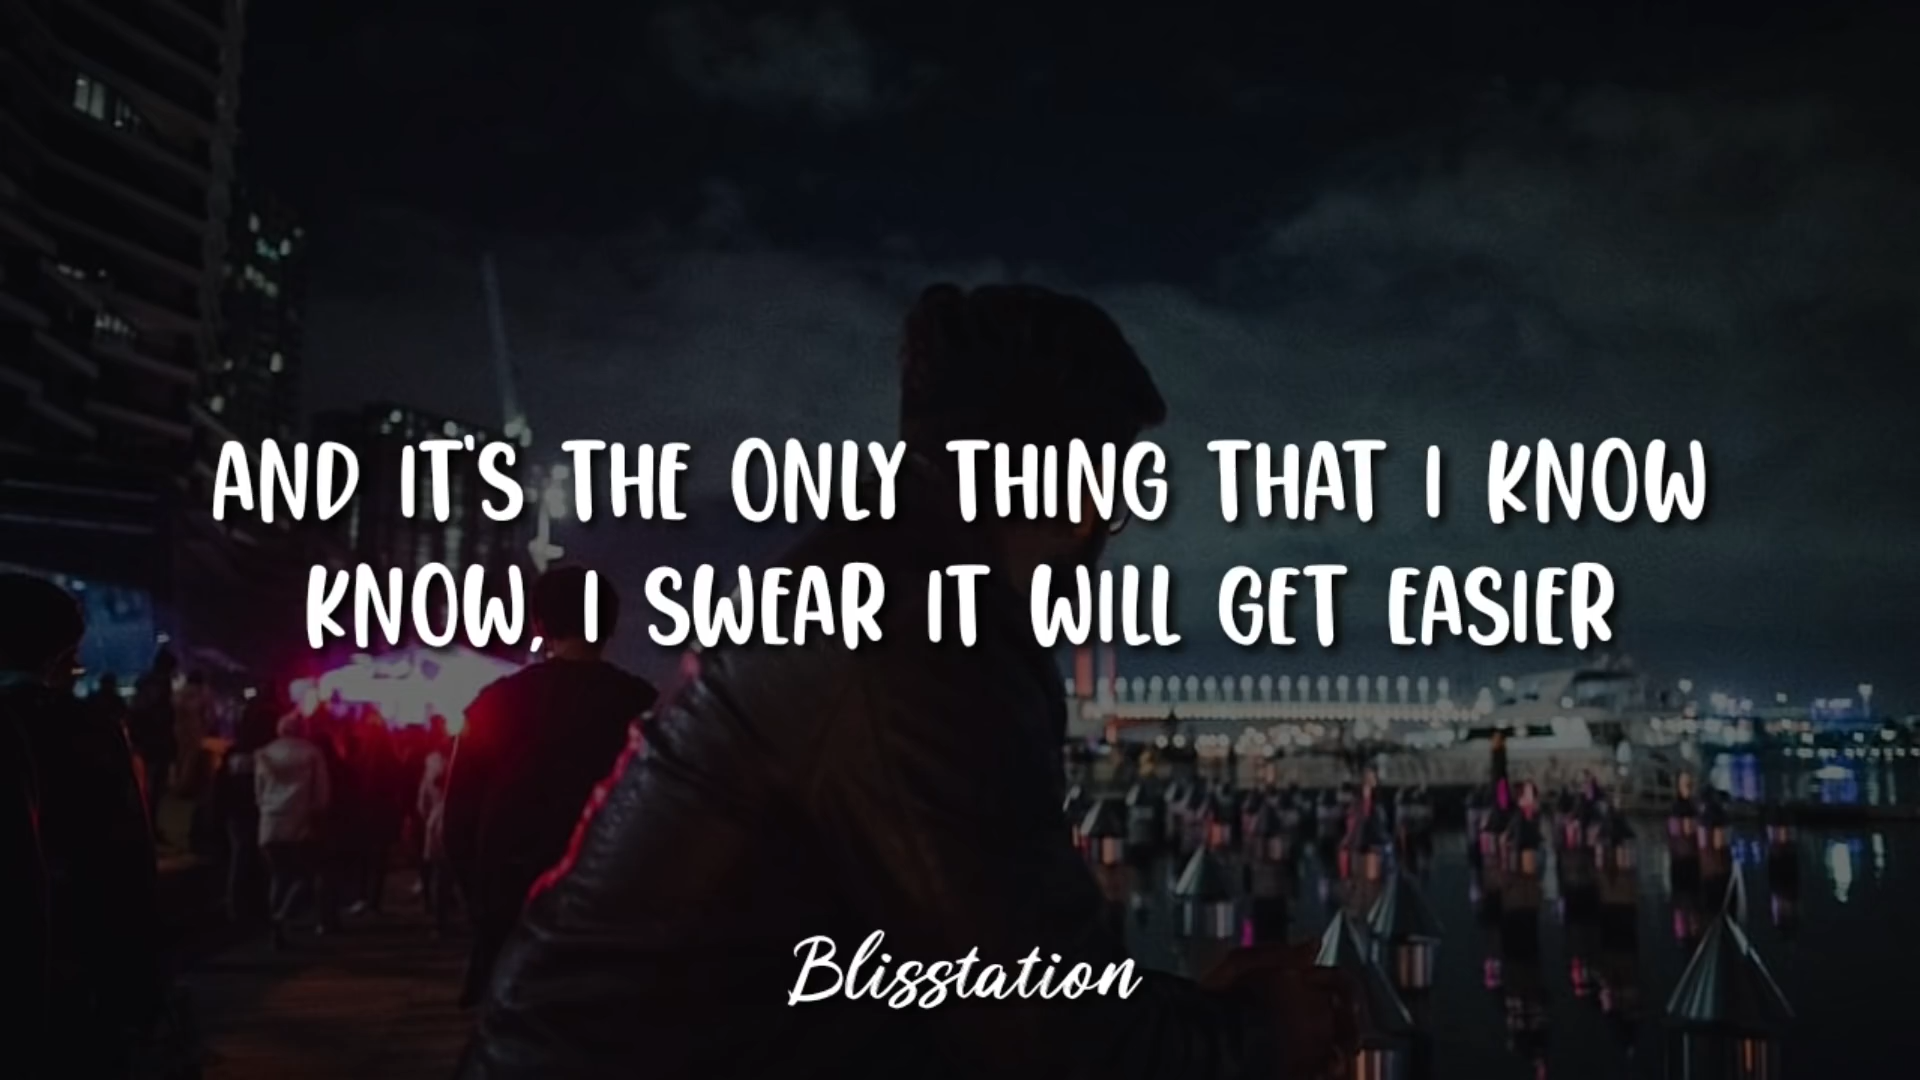 AND IT'S THE ONLY THING THAT I KNOW
KNOW, I SWEAR IT WILL GET EASIER
Blisstation